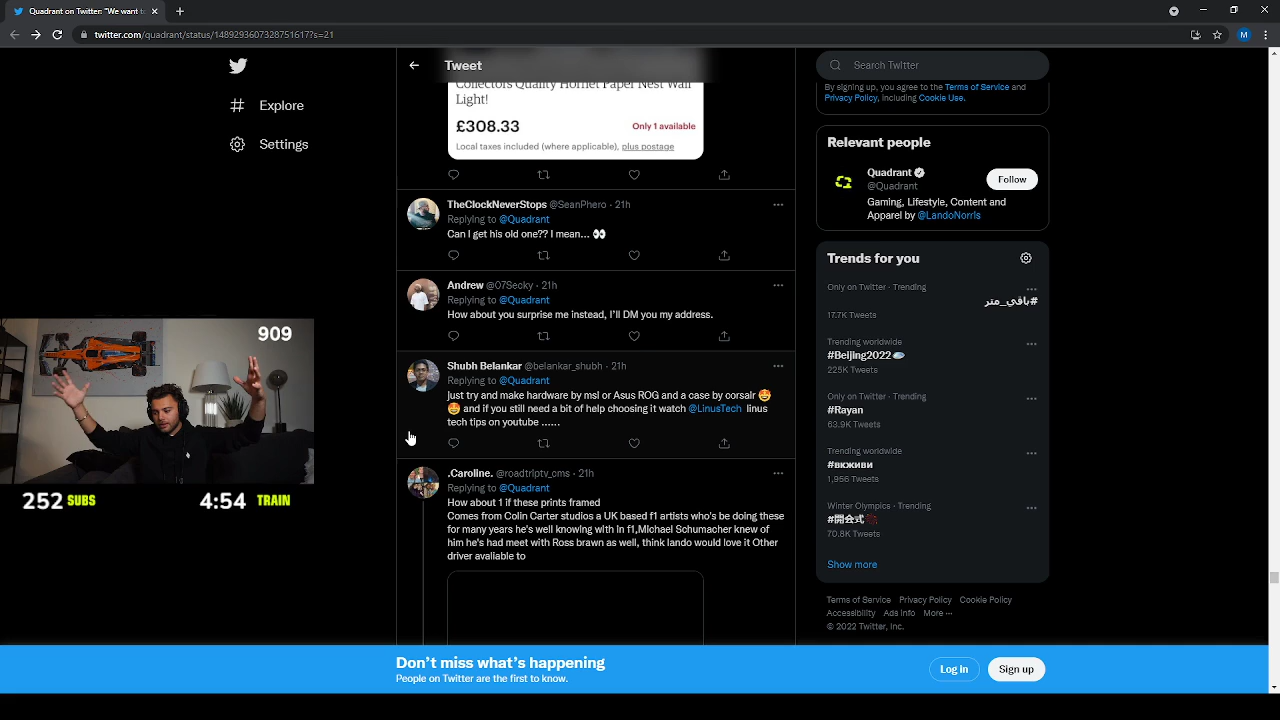 Quadrant on Twitter: "We want t
twitter.com/quadrant/status/1489293607328751617?s=21
M
Explore
Settings
909
252 SUBS
4:54 TRAIN
Tweet
Collectors Quality Hornet Paper Nest Wall
Light!
£308.33
Only 1 available
Local taxes included (where applicable), plus postage
TheClockNeverStops @SeanPhero · 21h
Replying to @Quadrant
Can I get his old one?? I mean... 👀
Andrew @07Secky · 21h
Replying to @Quadrant
How about you surprise me instead, I'll DM you my address.
Shubh Belankar @belankar_shubh · 21h
Replying to @Quadrant
Just try and make hardware by msI or Asus ROG and a case by corsaIr 🤩
🤩 and if you still need a bit of help choosing it watch @LinusTech linus
tech tips on youtube ......
.Caroline. @roadtriptv_cms · 21h
Replying to @Quadrant
How about 1 if these prints framed
Comes from Colin Carter studios a UK based f1 artists who's be doing these
for many years he's well knowing with in f1,Michael Schumacher knew of
him he's had meet with Ross brawn as well, think lando would love it Other
driver avaliable to
Search Twitter
By signing up, you agree to the Terms of Service and
Privacy Policy, including Cookie Use.
Relevant people
Quadrant
@Quadrant
Follow
Gaming, Lifestyle, Content and
Apparel by @LandoNorris
Trends for you
Only on Twitter · Trending
#باقي_متر
17.7K Tweets
Trending worldwide
#Beijing2022
225K Tweets
Only on Twitter · Trending
#Rayan
63.9K Tweets
Trending worldwide
#вкживи
1,956 Tweets
Winter Olympics · Trending
#開会式
70.8K Tweets
Show more
Terms of Service Privacy Policy Cookie Policy
Accessibility Ads info More ···
© 2022 Twitter, Inc.
Don't miss what's happening
People on Twitter are the first to know.
Log in
Sign up